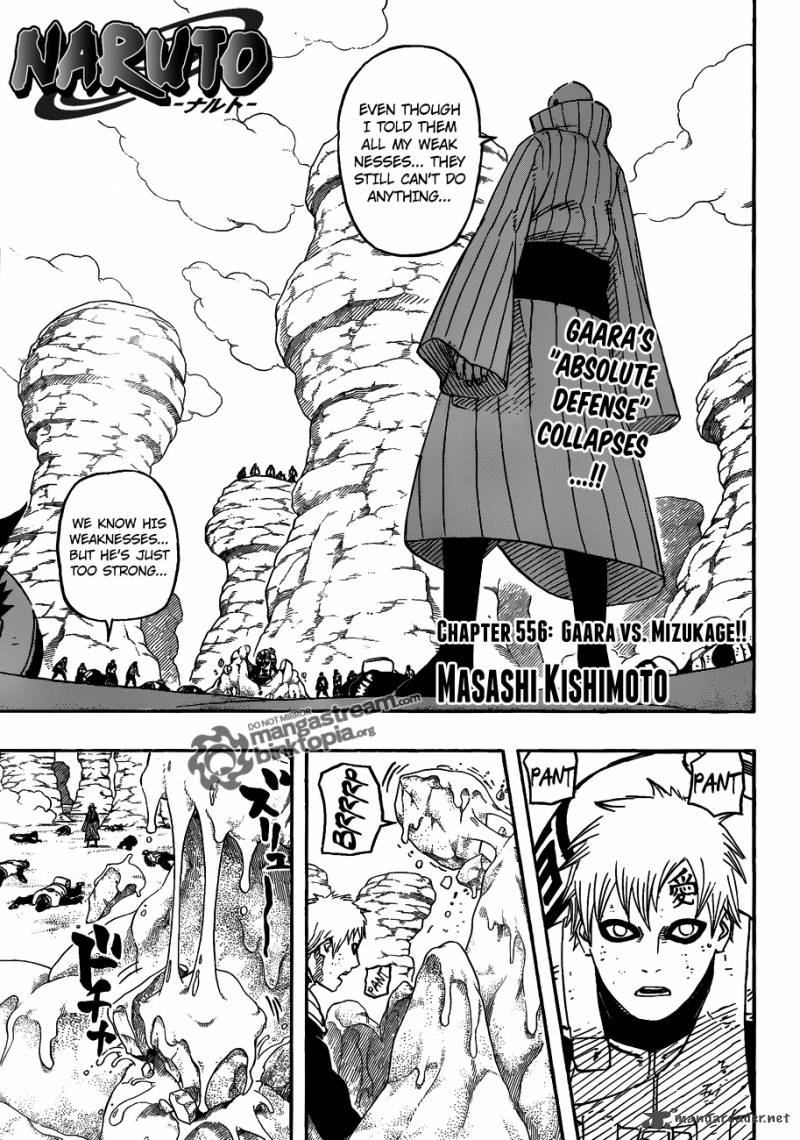 NARUTO
-ナルト-
EVEN THOUGH
I TOLD THEM
ALL MY WEAK
NESSES... THEY
STILL CAN'T DO
ANYTHING...
GAARA'S
"ABSOLUTE
DEFENSE"
COLLAPSES
...!!
WE KNOW HIS
WEAKNESSES...
BUT HE'S JUST
TOO STRONG...
CHAPTER 556: GAARA VS. MIZUKAGE!!
MASASHI KISHIMOTO
DO NOT MIRROR
mangastream.com
binktopia.org
PANT
PANT
愛
BRRRP
PANT
ズリュー
ドチャ
mangareader.net